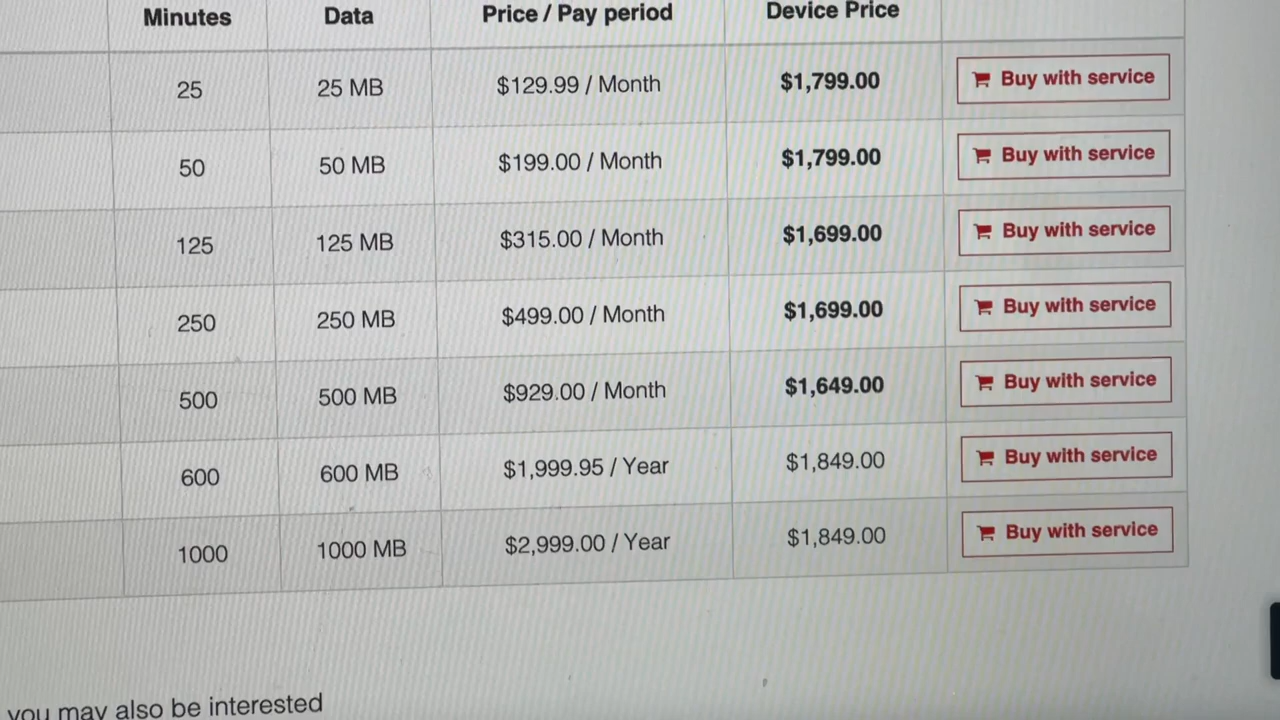 Minutes Data Price / Pay period Device Price
25 25 MB $129.99 / Month $1,799.00 Buy with service
50 50 MB $199.00 / Month $1,799.00 Buy with service
125 125 MB $315.00 / Month $1,699.00 Buy with service
250 250 MB $499.00 / Month $1,699.00 Buy with service
500 500 MB $929.00 / Month $1,649.00 Buy with service
600 600 MB $1,999.95 / Year $1,849.00 Buy with service
1000 1000 MB $2,999.00 / Year $1,849.00 Buy with service
you may also be interested